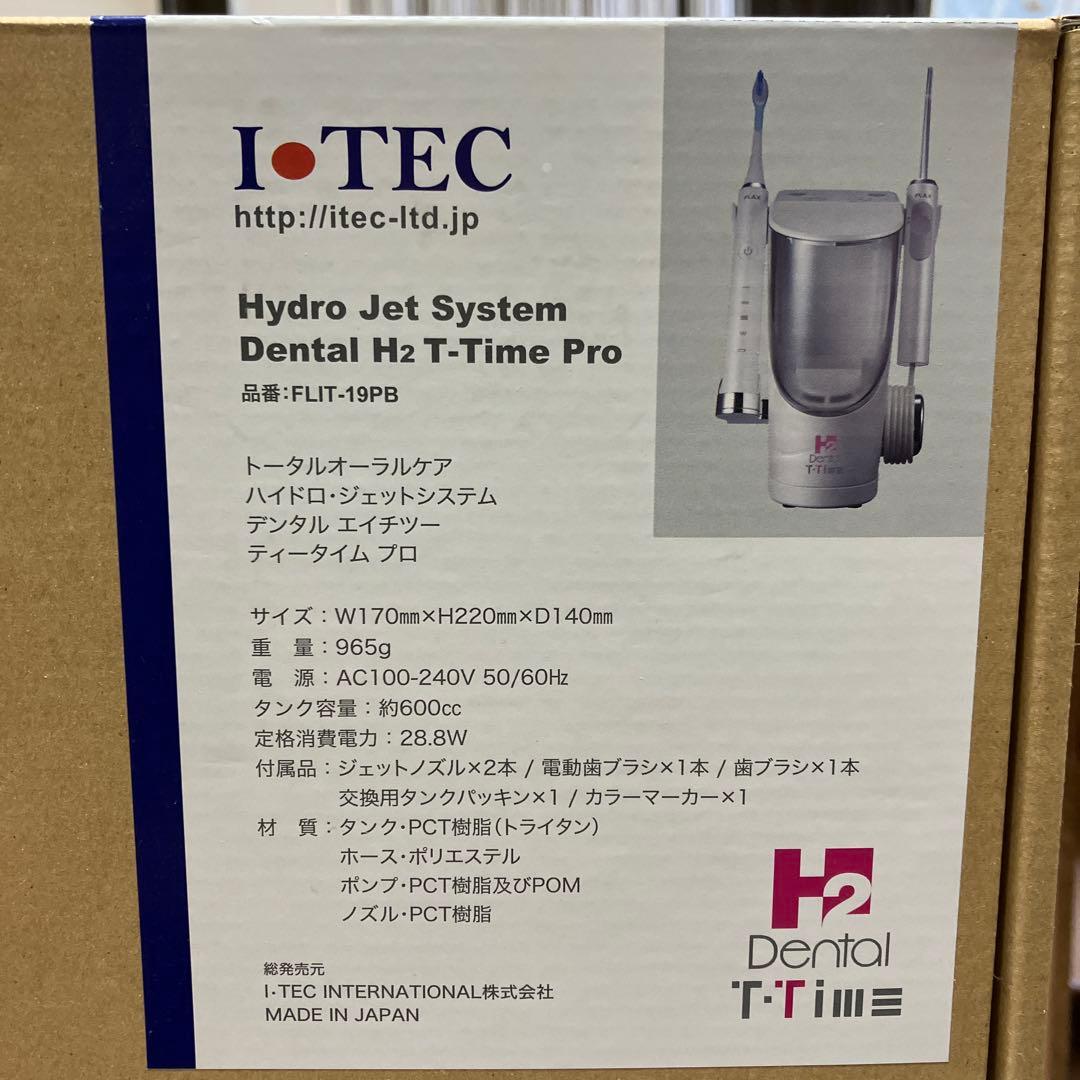 I•TEC
http://itec-ltd.jp
Hydro Jet System
Dental H2 T-Time Pro
品番:FLIT-19PB
トータルオーラルケア
ハイドロ・ジェットシステム
デンタル エイチツー
ティータイム プロ
サイズ:W170㎜×H220㎜×D140㎜
重 量:965g
電 源:AC100-240V 50/60㎐
タンク容量:約600㏄
定格消費電力:28.8W
付属品:ジェットノズル×2本 / 電動歯ブラシ×1本 / 歯ブラシ×1本
交換用タンクパッキン×1 / カラーマーカー×1
材 質:タンク・PCT樹脂(トライタン)
ホース・ポリエステル
ポンプ・PCT樹脂及びPOM
ノズル・PCT樹脂
総発売元
I・TEC INTERNATIONAL株式会社
MADE IN JAPAN
FLAX
FLAX
H2
Dental
T・Time
H2
Dental
T・Time